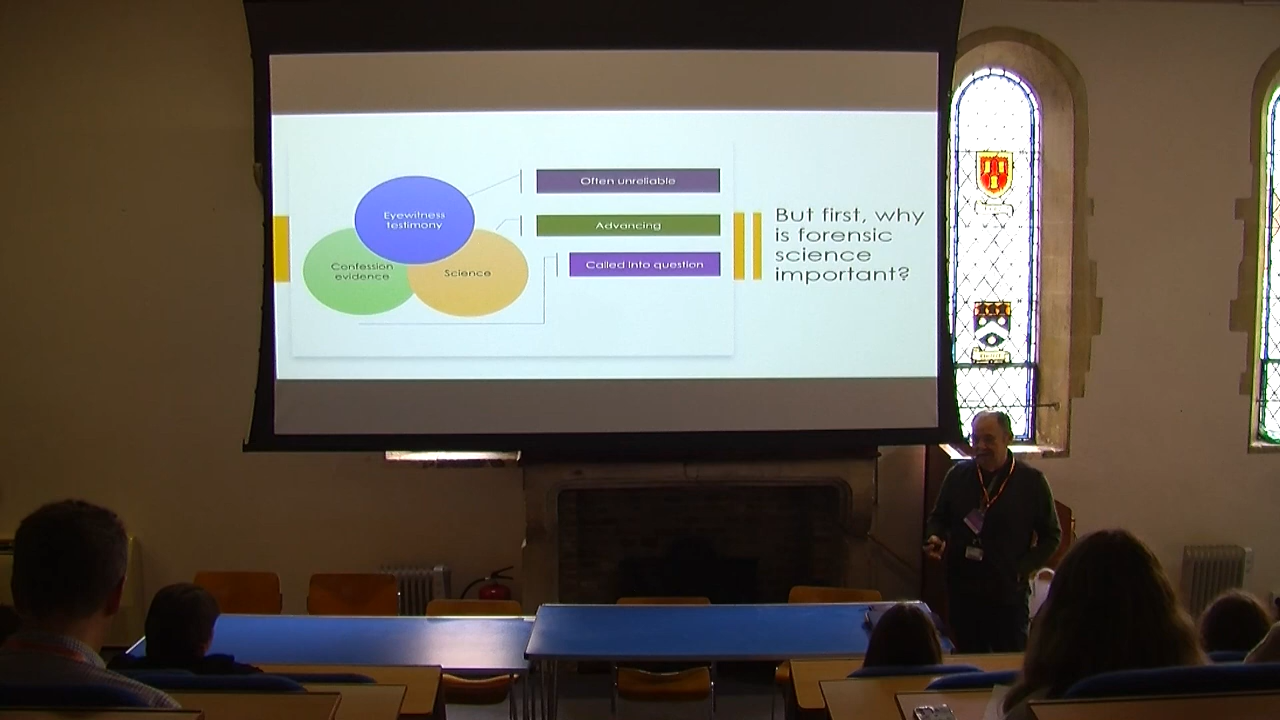 Eyewitness
testimony
Confession
evidence
Science
Often unreliable
Advancing
Called into question
But first, why
is forensic
science
important?